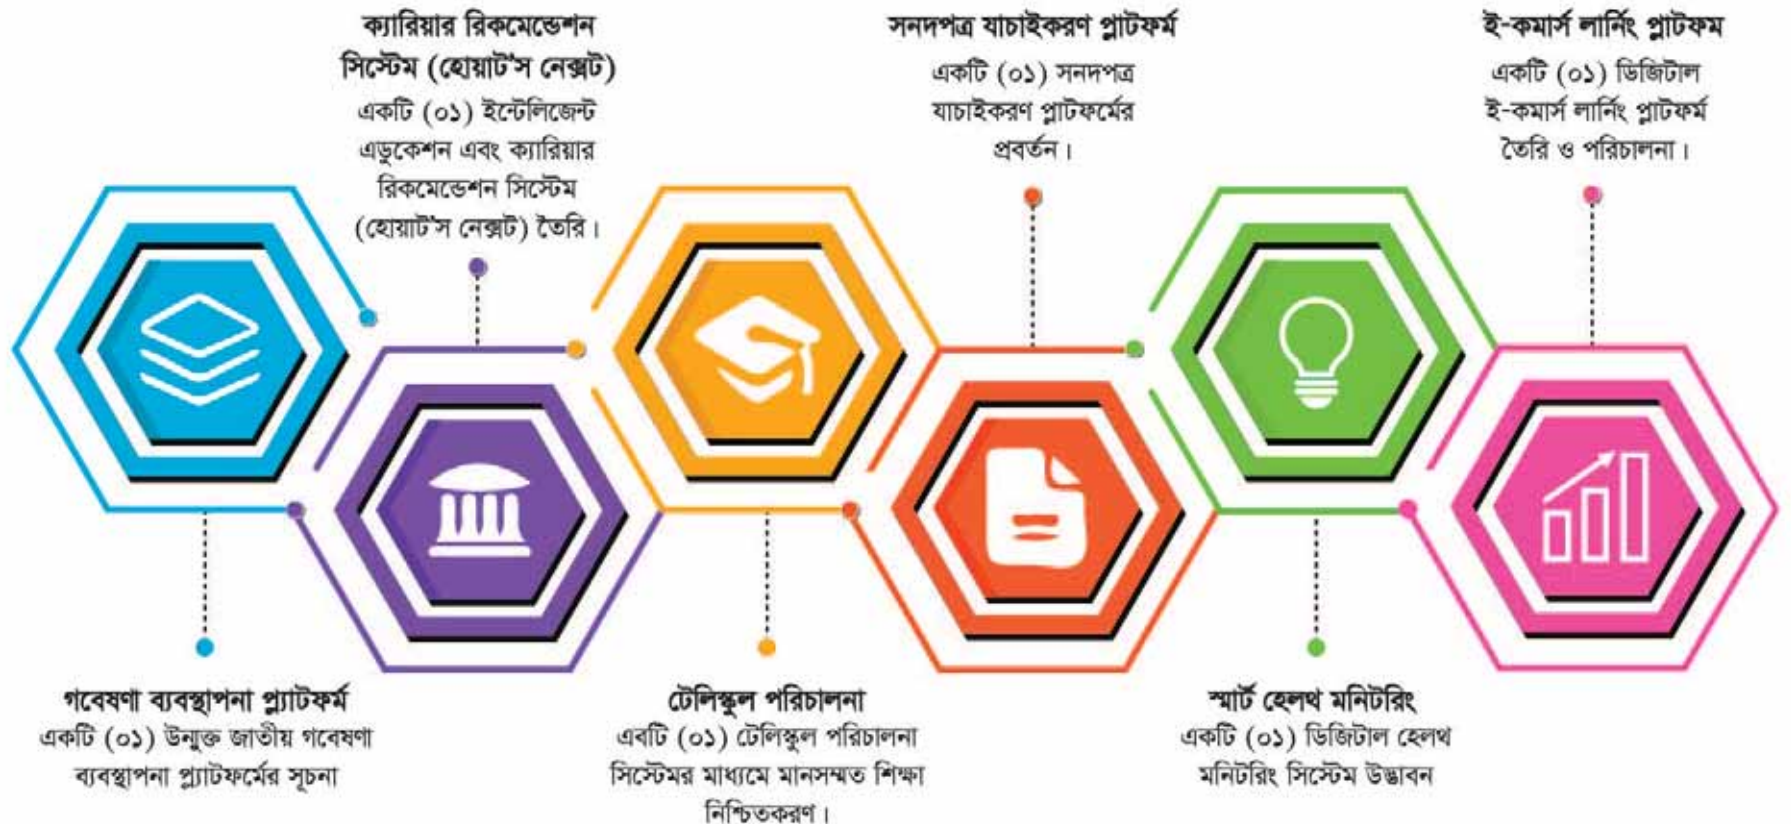 ক্যারিয়ার রিকমেন্ডেশন
সিস্টেম (হোয়াট'স নেক্সট)
একটি (০১) ইন্টেলিজেন্ট
এডুকেশন এবং ক্যারিয়ার
রিকমেন্ডেশন সিস্টেম
(হোয়াট'স নেক্সট) তৈরি।
সনদপত্র যাচাইকরণ প্লাটফর্ম
একটি (০১) সনদপত্র
যাচাইকরণ প্লাটফর্মের
প্রবর্তন।
ই-কমার্স লার্নিং প্লাটফম
একটি (০১) ডিজিটাল
ই-কমার্স লার্নিং প্লাটফর্ম
তৈরি ও পরিচালনা।
গবেষণা ব্যবস্থাপনা প্ল্যাটফর্ম
একটি (০১) উন্মুক্ত জাতীয় গবেষণা
ব্যবস্থাপনা প্ল্যাটফর্মের সূচনা
টেলিস্কুল পরিচালনা
এবটি (০১) টেলিস্কুল পরিচালনা
সিস্টেমর মাধ্যমে মানসম্মত শিক্ষা
নিশ্চিতকরণ।
স্মার্ট হেলথ মনিটরিং
একটি (০১) ডিজিটাল হেলথ
মনিটরিং সিস্টেম উদ্ভাবন